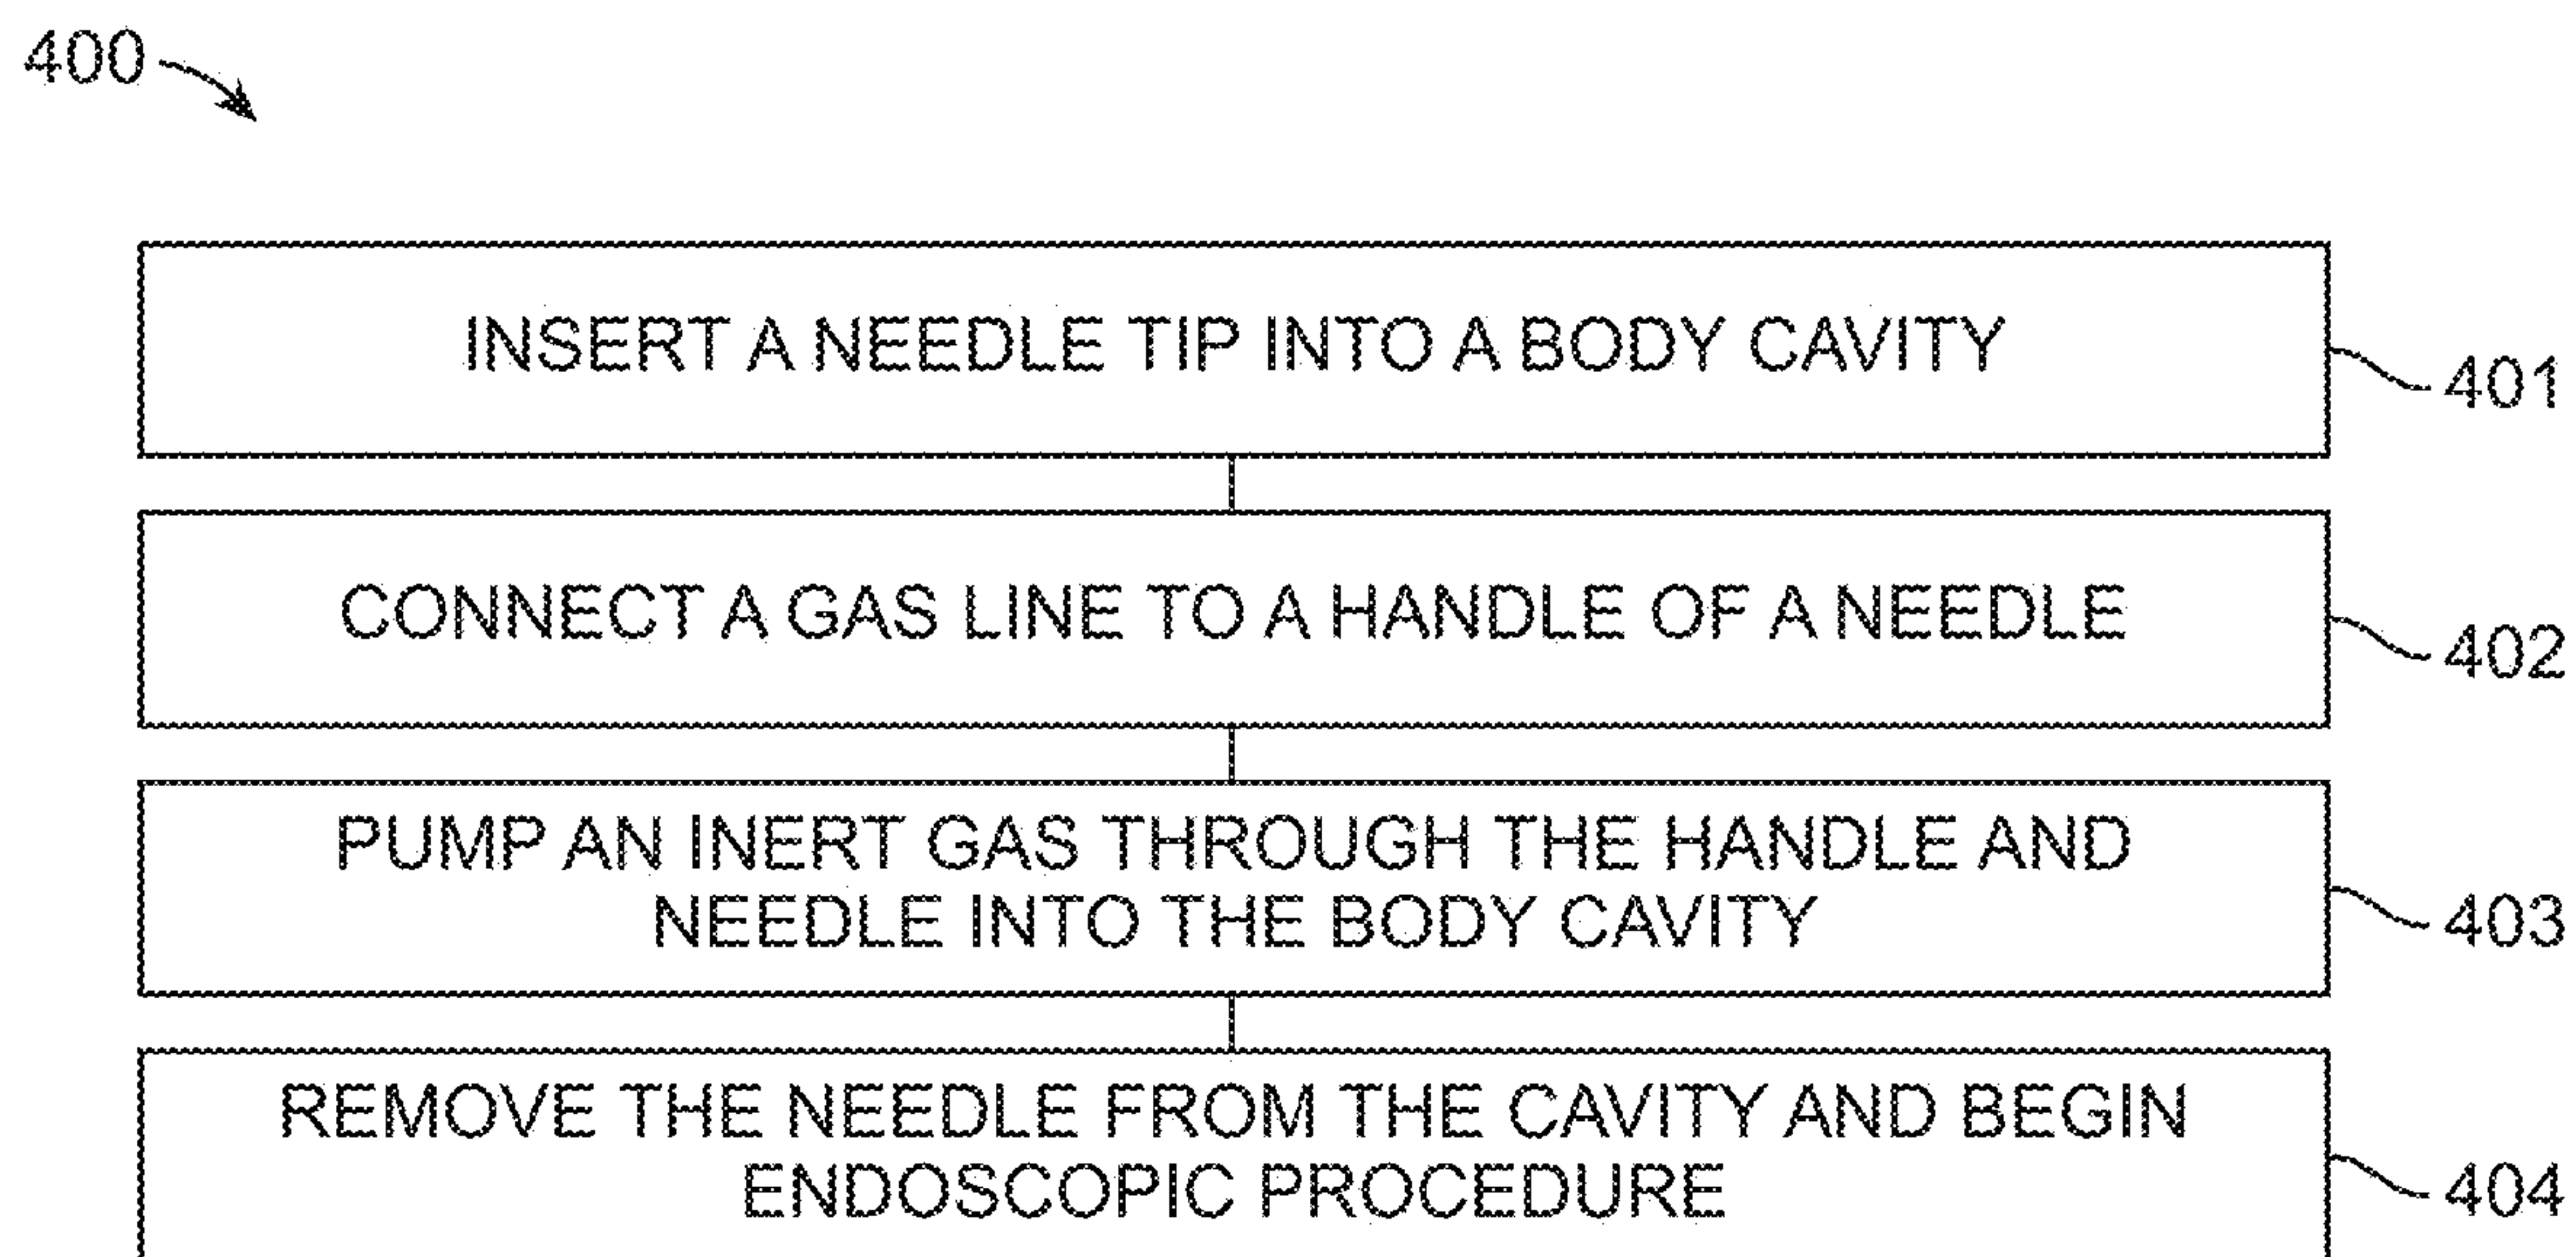 400
INSERT A NEEDLE TIP INTO A BODY CAVITY
401
CONNECT A GAS LINE TO A HANDLE OF A NEEDLE
402
PUMP AN INERT GAS THROUGH THE HANDLE AND
NEEDLE INTO THE BODY CAVITY
403
REMOVE THE NEEDLE FROM THE CAVITY AND BEGIN
ENDOSCOPIC PROCEDURE
404